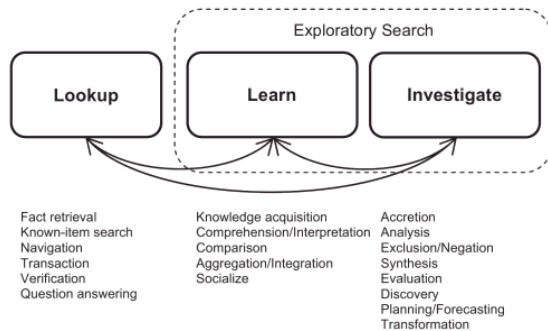 Exploratory Search
Lookup
Learn
Investigate
Fact retrieval
Known-item search
Navigation
Transaction
Verification
Question answering
Knowledge acquisition
Comprehension/Interpretation
Comparison
Aggregation/Integration
Socialize
Accretion
Analysis
Exclusion/Negation
Synthesis
Evaluation
Discovery
Planning/Forecasting
Transformation